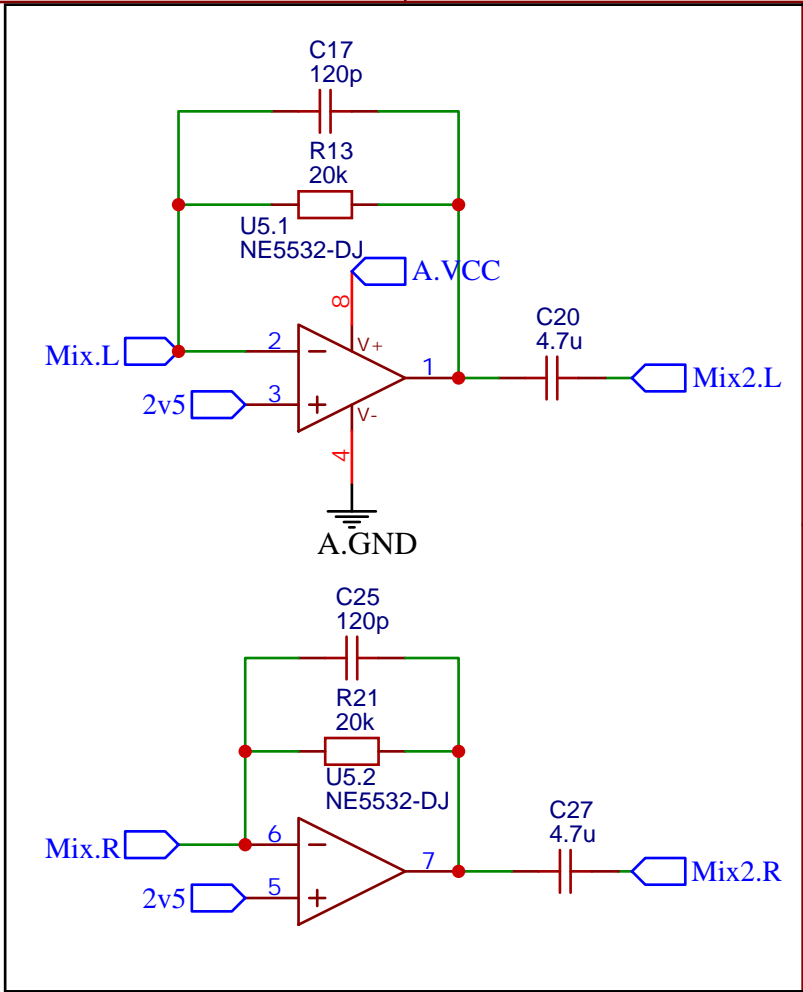 C17
120p
R13
20k
U5.1
NE5532-DJ
A.VCC
8
V+
Mix.L
2
2v5
3
1
V-
4
C20
4.7u
Mix2.L
A.GND
C25
120p
R21
20k
U5.2
NE5532-DJ
Mix.R
6
2v5
5
7
C27
4.7u
Mix2.R